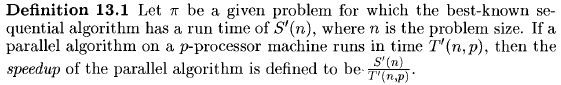 Definition 13.1 Let π be a given problem for which the best-known se-
quential algorithm has a run time of S'(n), where n is the problem size. If a
parallel algorithm on a p-processor machine runs in time T'(n,p), then the
speedup of the parallel algorithm is defined to be S'(n)/T'(n,p).